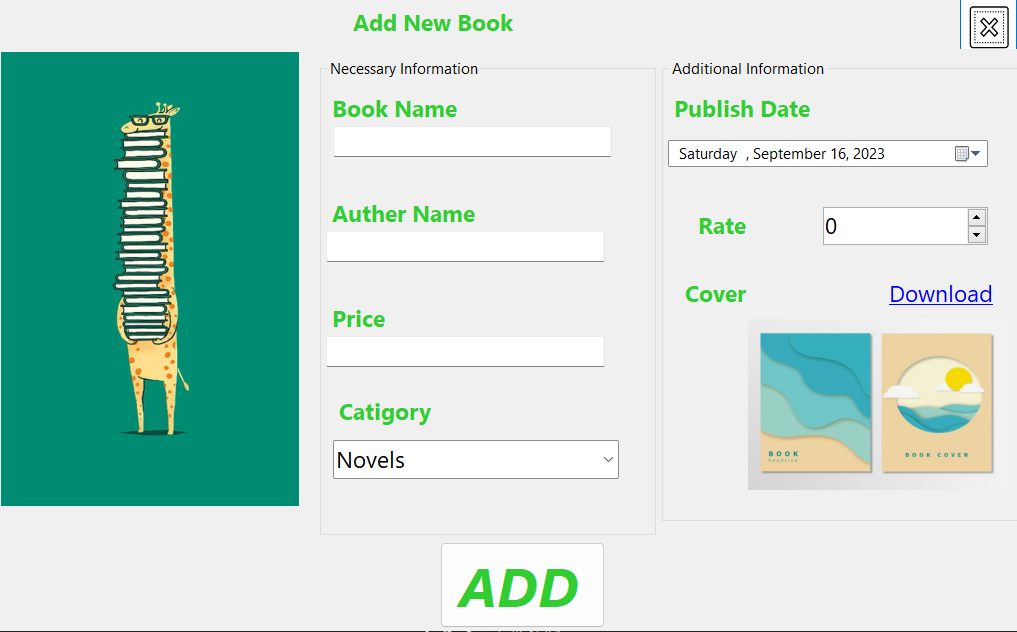 Add New Book
Necessary Information
Book Name
Auther Name
Price
Catigory
Novels
Additional Information
Publish Date
Saturday , September 16, 2023
Rate
0
Cover
Download
BOOK
headline
BOOK COVER
ADD